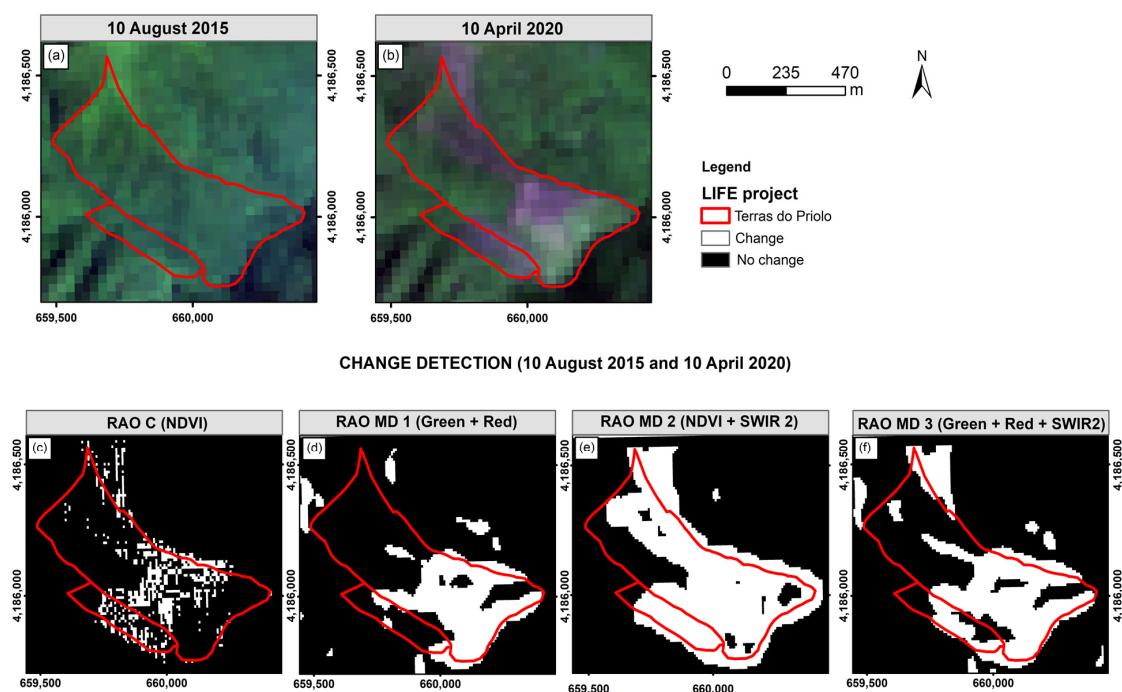 10 August 2015
10 April 2020
(a)
(b)
4,186,500
4,186,000
4,186,500
4,186,000
4,186,500
4,186,000
659,500
660,000
659,500
660,000
0 235 470
m
N
Legend
LIFE project
Terras do Priolo
Change
No change
CHANGE DETECTION (10 August 2015 and 10 April 2020)
RAO C (NDVI)
RAO MD 1 (Green + Red)
RAO MD 2 (NDVI + SWIR 2)
RAO MD 3 (Green + Red + SWIR2)
(c)
(d)
(e)
(f)
4,186,500
4,186,000
4,186,500
4,186,000
4,186,500
4,186,000
4,186,500
4,186,000
4,186,500
4,186,000
659,500
660,000
659,500
660,000
659,500
660,000
659,500
660,000